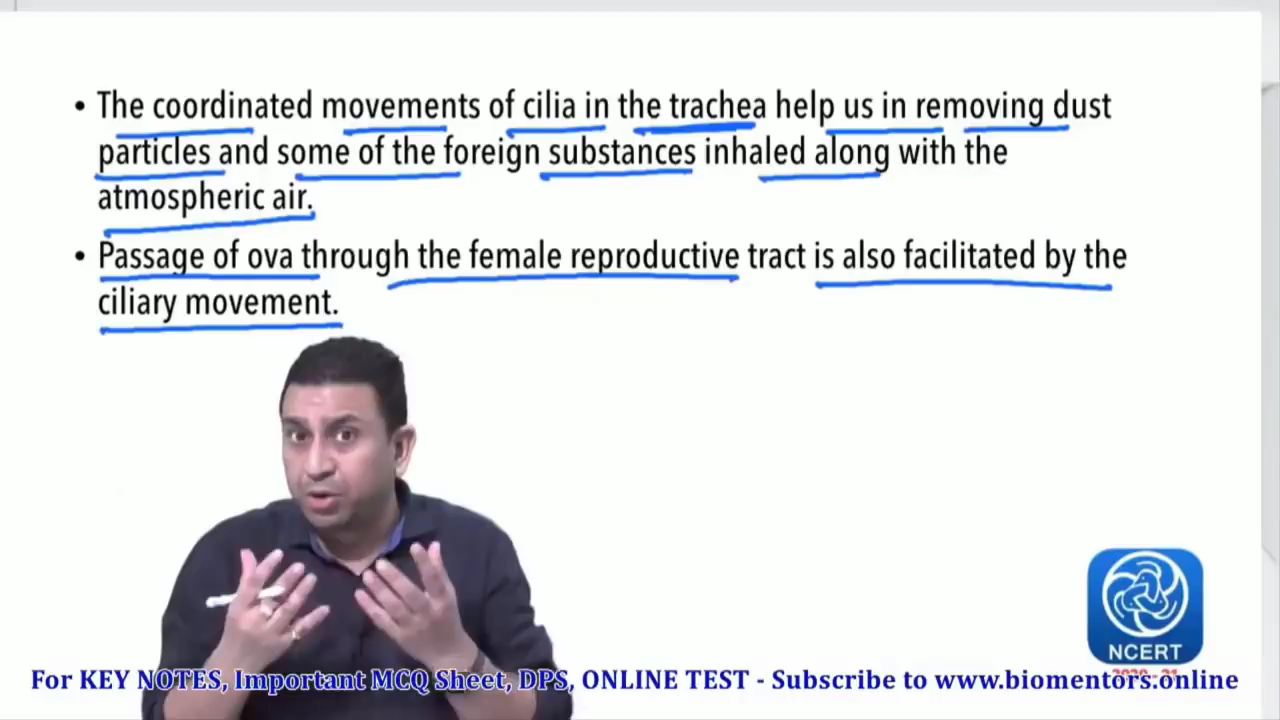 • The coordinated movements of cilia in the trachea help us in removing dust
particles and some of the foreign substances inhaled along with the
atmospheric air.
• Passage of ova through the female reproductive tract is also facilitated by the
ciliary movement.
NCERT
2020-21
For KEY NOTES, Important MCQ Sheet, DPS, ONLINE TEST - Subscribe to www.biomentors.online